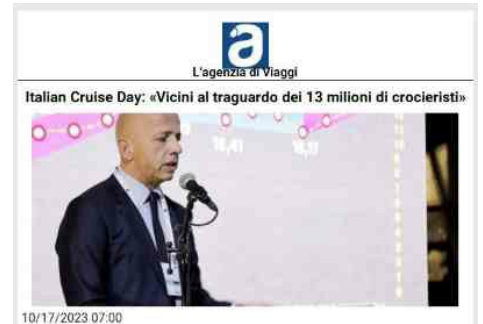 a
L'agenzia di Viaggi
Italian Cruise Day: «Vicini al traguardo dei 13 milioni di crocieristi»
10/17/2023 07:00